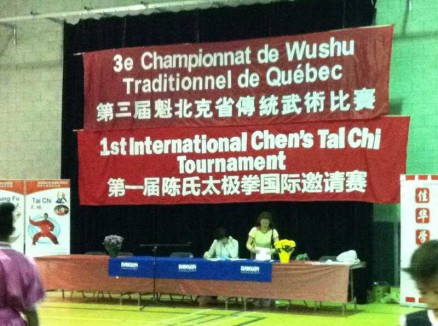 3e Championnat de Wushu
Traditionnel de Québec
第三届魁北克省傳統武術比賽
1st International Chen's Tai Chi
Tournament
第一届陈氏太极拳国际邀请赛
Tai Chi
佳
华